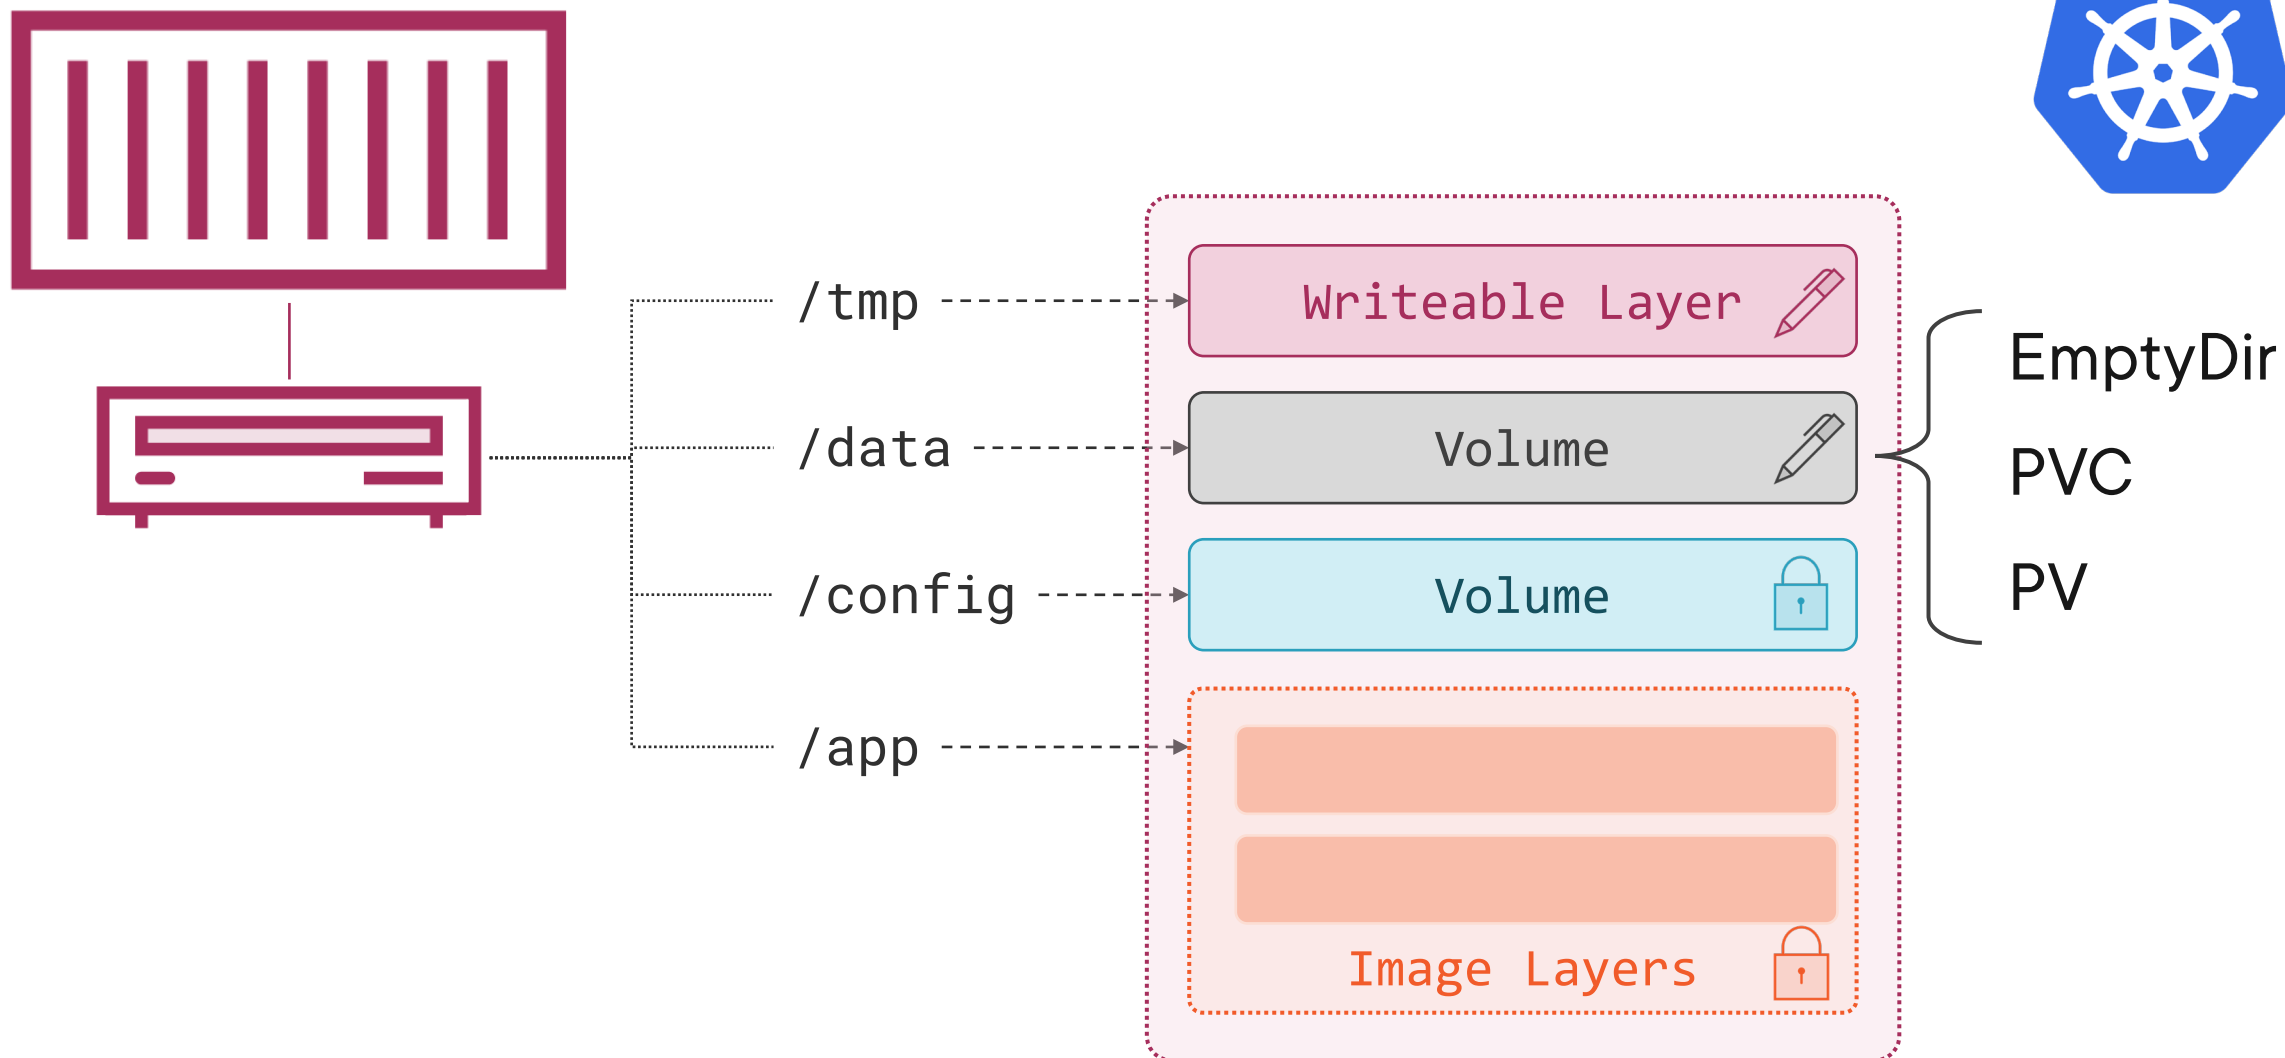 /tmp
Writeable Layer
/data
Volume
/config
Volume
/app
Image Layers
EmptyDir
PVC
PV